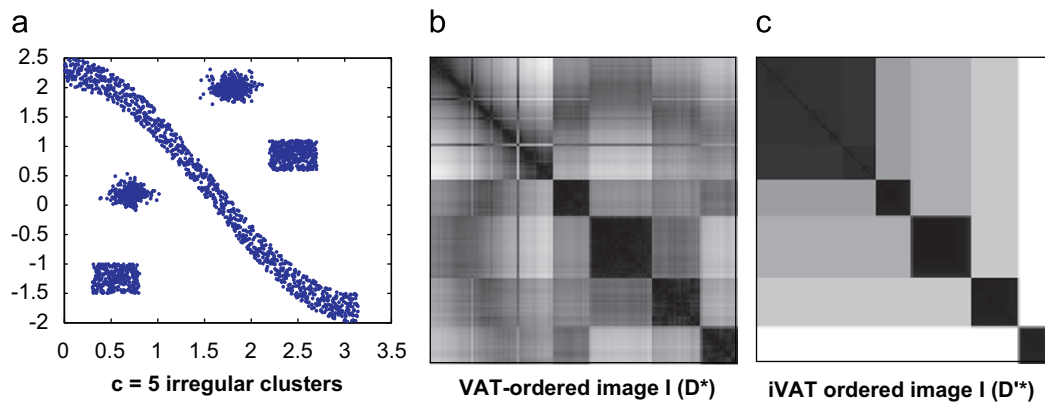 a
b
c
2.5
2
1.5
1
0.5
0
-0.5
-1
-1.5
-2
0 0.5 1 1.5 2 2.5 3 3.5
c = 5 irregular clusters
VAT-ordered image I (D*)
iVAT ordered image I (D'*)